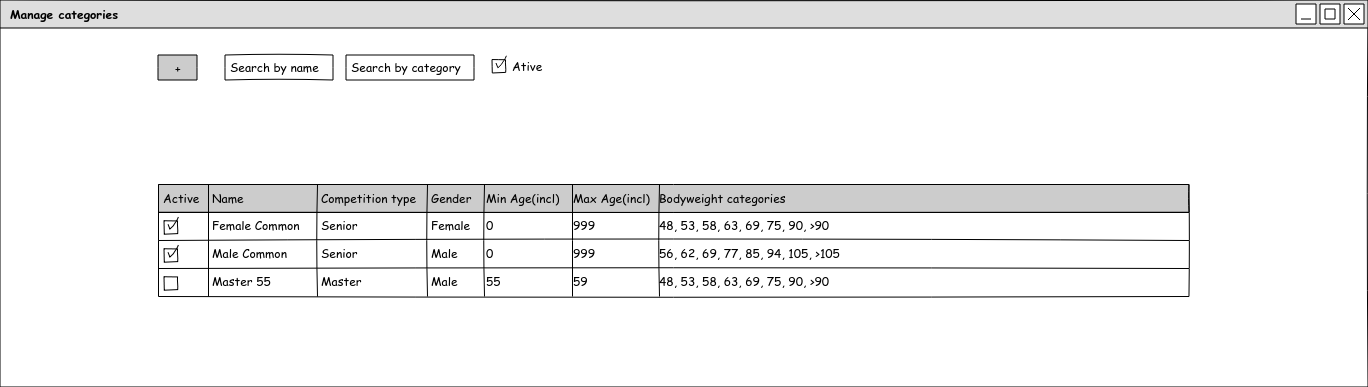 Manage categories
+ Search by name Search by category Ative
Active Name Competition type Gender Min Age(incl) Max Age(incl) Bodyweight categories
Female Common Senior Female 0 999 48, 53, 58, 63, 69, 75, 90, >90
Male Common Senior Male 0 999 56, 62, 69, 77, 85, 94, 105, >105
Master 55 Master Male 55 59 48, 53, 58, 63, 69, 75, 90, >90